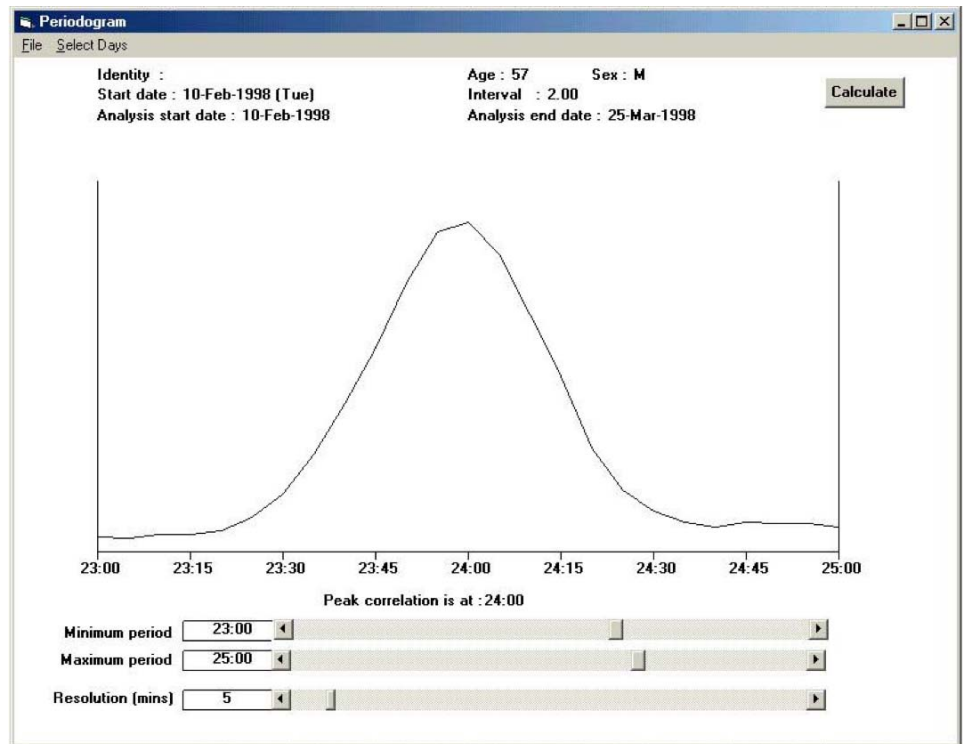 Periodogram
File Select Days
Identity :
Age : 57 Sex : M
Start date : 10-Feb-1998 (Tue)
Interval : 2.00
Calculate
Analysis start date : 10-Feb-1998
Analysis end date : 25-Mar-1998
23:00 23:15 23:30 23:45 24:00 24:15 24:30 24:45 25:00
Peak correlation is at :24:00
Minimum period 23:00
Maximum period 25:00
Resolution (mins) 5